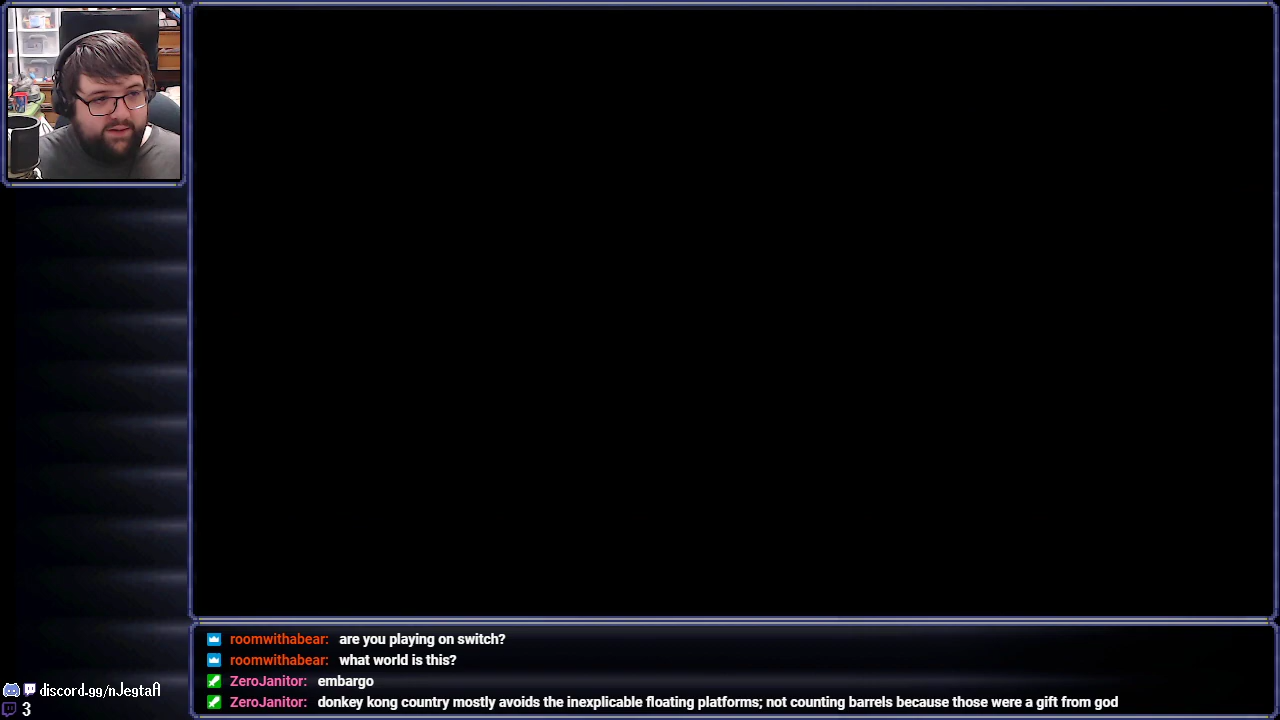 roomwithabear: are you playing on switch?
roomwithabear: what world is this?
ZeroJanitor: embargo
ZeroJanitor: donkey kong country mostly avoids the inexplicable floating platforms; not counting barrels because those were a gift from god
discord.gg/nJegtaA
3